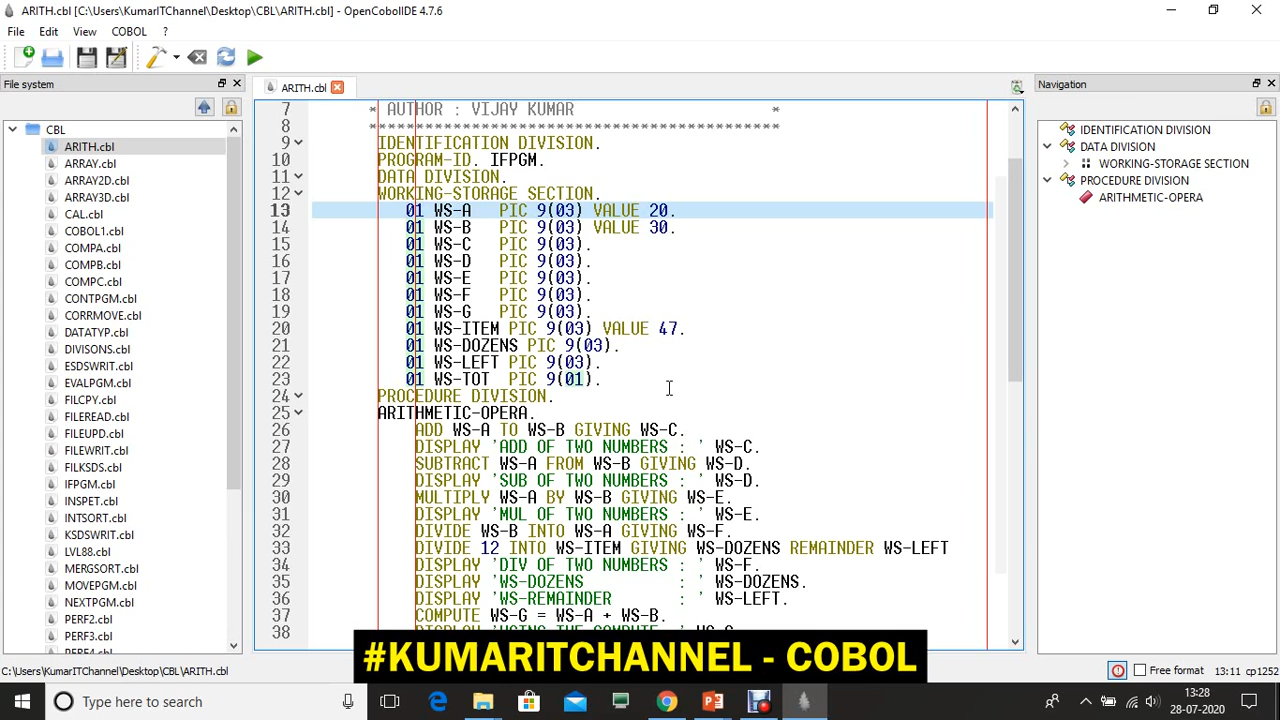 ARITH.cbl [C:\Users\KumarITChannel\Desktop\CBL\ARITH.cbl] - OpenCobolIDE 4.7.6
File Edit View COBOL ?
File system
ARITH.cbl
Navigation
CBL
ARITH.cbl
ARRAY.cbl
ARRAY2D.cbl
ARRAY3D.cbl
CAL.cbl
COBOL1.cbl
COMPA.cbl
COMPB.cbl
COMPC.cbl
CONTPGM.cbl
CORRMOVE.cbl
DATATYP.cbl
DIVISONS.cbl
ESDSWRIT.cbl
EVALPGM.cbl
FILCPY.cbl
FILEREAD.cbl
FILEUPD.cbl
FILEWRIT.cbl
FILKSDS.cbl
IFPGM.cbl
INSPET.cbl
INTSORT.cbl
KSDSWRIT.cbl
LVL88.cbl
MERGSORT.cbl
MOVEPGM.cbl
NEXTPGM.cbl
PERF2.cbl
PERF3.cbl
7 * AUTHOR : VIJAY KUMAR *
8 ********************************************
9 IDENTIFICATION DIVISION.
10 PROGRAM-ID. IFPGM.
11 DATA DIVISION.
12 WORKING-STORAGE SECTION.
13 01 WS-A PIC 9(03) VALUE 20.
14 01 WS-B PIC 9(03) VALUE 30.
15 01 WS-C PIC 9(03).
16 01 WS-D PIC 9(03).
17 01 WS-E PIC 9(03).
18 01 WS-F PIC 9(03).
19 01 WS-G PIC 9(03).
20 01 WS-ITEM PIC 9(03) VALUE 47.
21 01 WS-DOZENS PIC 9(03).
22 01 WS-LEFT PIC 9(03).
23 01 WS-TOT PIC 9(01).
24 PROCEDURE DIVISION.
25 ARITHMETIC-OPERA.
26 ADD WS-A TO WS-B GIVING WS-C.
27 DISPLAY 'ADD OF TWO NUMBERS : ' WS-C.
28 SUBTRACT WS-A FROM WS-B GIVING WS-D.
29 DISPLAY 'SUB OF TWO NUMBERS : ' WS-D.
30 MULTIPLY WS-A BY WS-B GIVING WS-E.
31 DISPLAY 'MUL OF TWO NUMBERS : ' WS-E.
32 DIVIDE WS-B INTO WS-A GIVING WS-F.
33 DIVIDE 12 INTO WS-ITEM GIVING WS-DOZENS REMAINDER WS-LEFT
34 DISPLAY 'DIV OF TWO NUMBERS : ' WS-F.
35 DISPLAY 'WS-DOZENS : ' WS-DOZENS.
36 DISPLAY 'WS-REMAINDER : ' WS-LEFT.
37 COMPUTE WS-G = WS-A + WS-B.
38
IDENTIFICATION DIVISION
DATA DIVISION
WORKING-STORAGE SECTION
PROCEDURE DIVISION
ARITHMETIC-OPERA
#KUMARITCHANNEL - COBOL
C:\Users\KumarITChannel\Desktop\CBL\ARITH.cbl
Free format 13:11 cp1252
Type here to search
13:28
28-07-2020